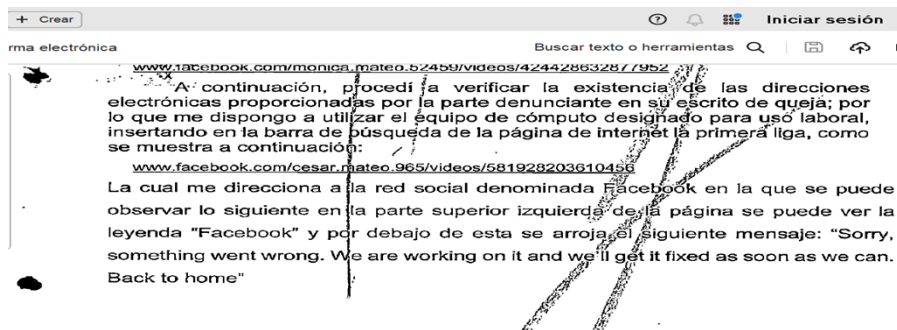 + Crear
Iniciar sesión
rma electrónica
Buscar texto o herramientas
www.facebook.com/monica.mateo.52459/videos/424428632877952
A continuación, procedí a verificar la existencia de las direcciones
electrónicas proporcionadas por la parte denunciante en su escrito de queja; por
lo que me dispongo a utilizar el equipo de cómputo designado para uso laboral,
insertando en la barra de búsqueda de la página de internet la primera liga, como
se muestra a continuación:
www.facebook.com/cesar.mateo.965/videos/581928203610456
La cual me direcciona a la red social denominada Facebook en la que se puede
observar lo siguiente en la parte superior izquierda de la página se puede ver la
leyenda "Facebook" y por debajo de esta se arroja el siguiente mensaje: "Sorry,
something went wrong. We are working on it and we'll get it fixed as soon as we can.
Back to home"